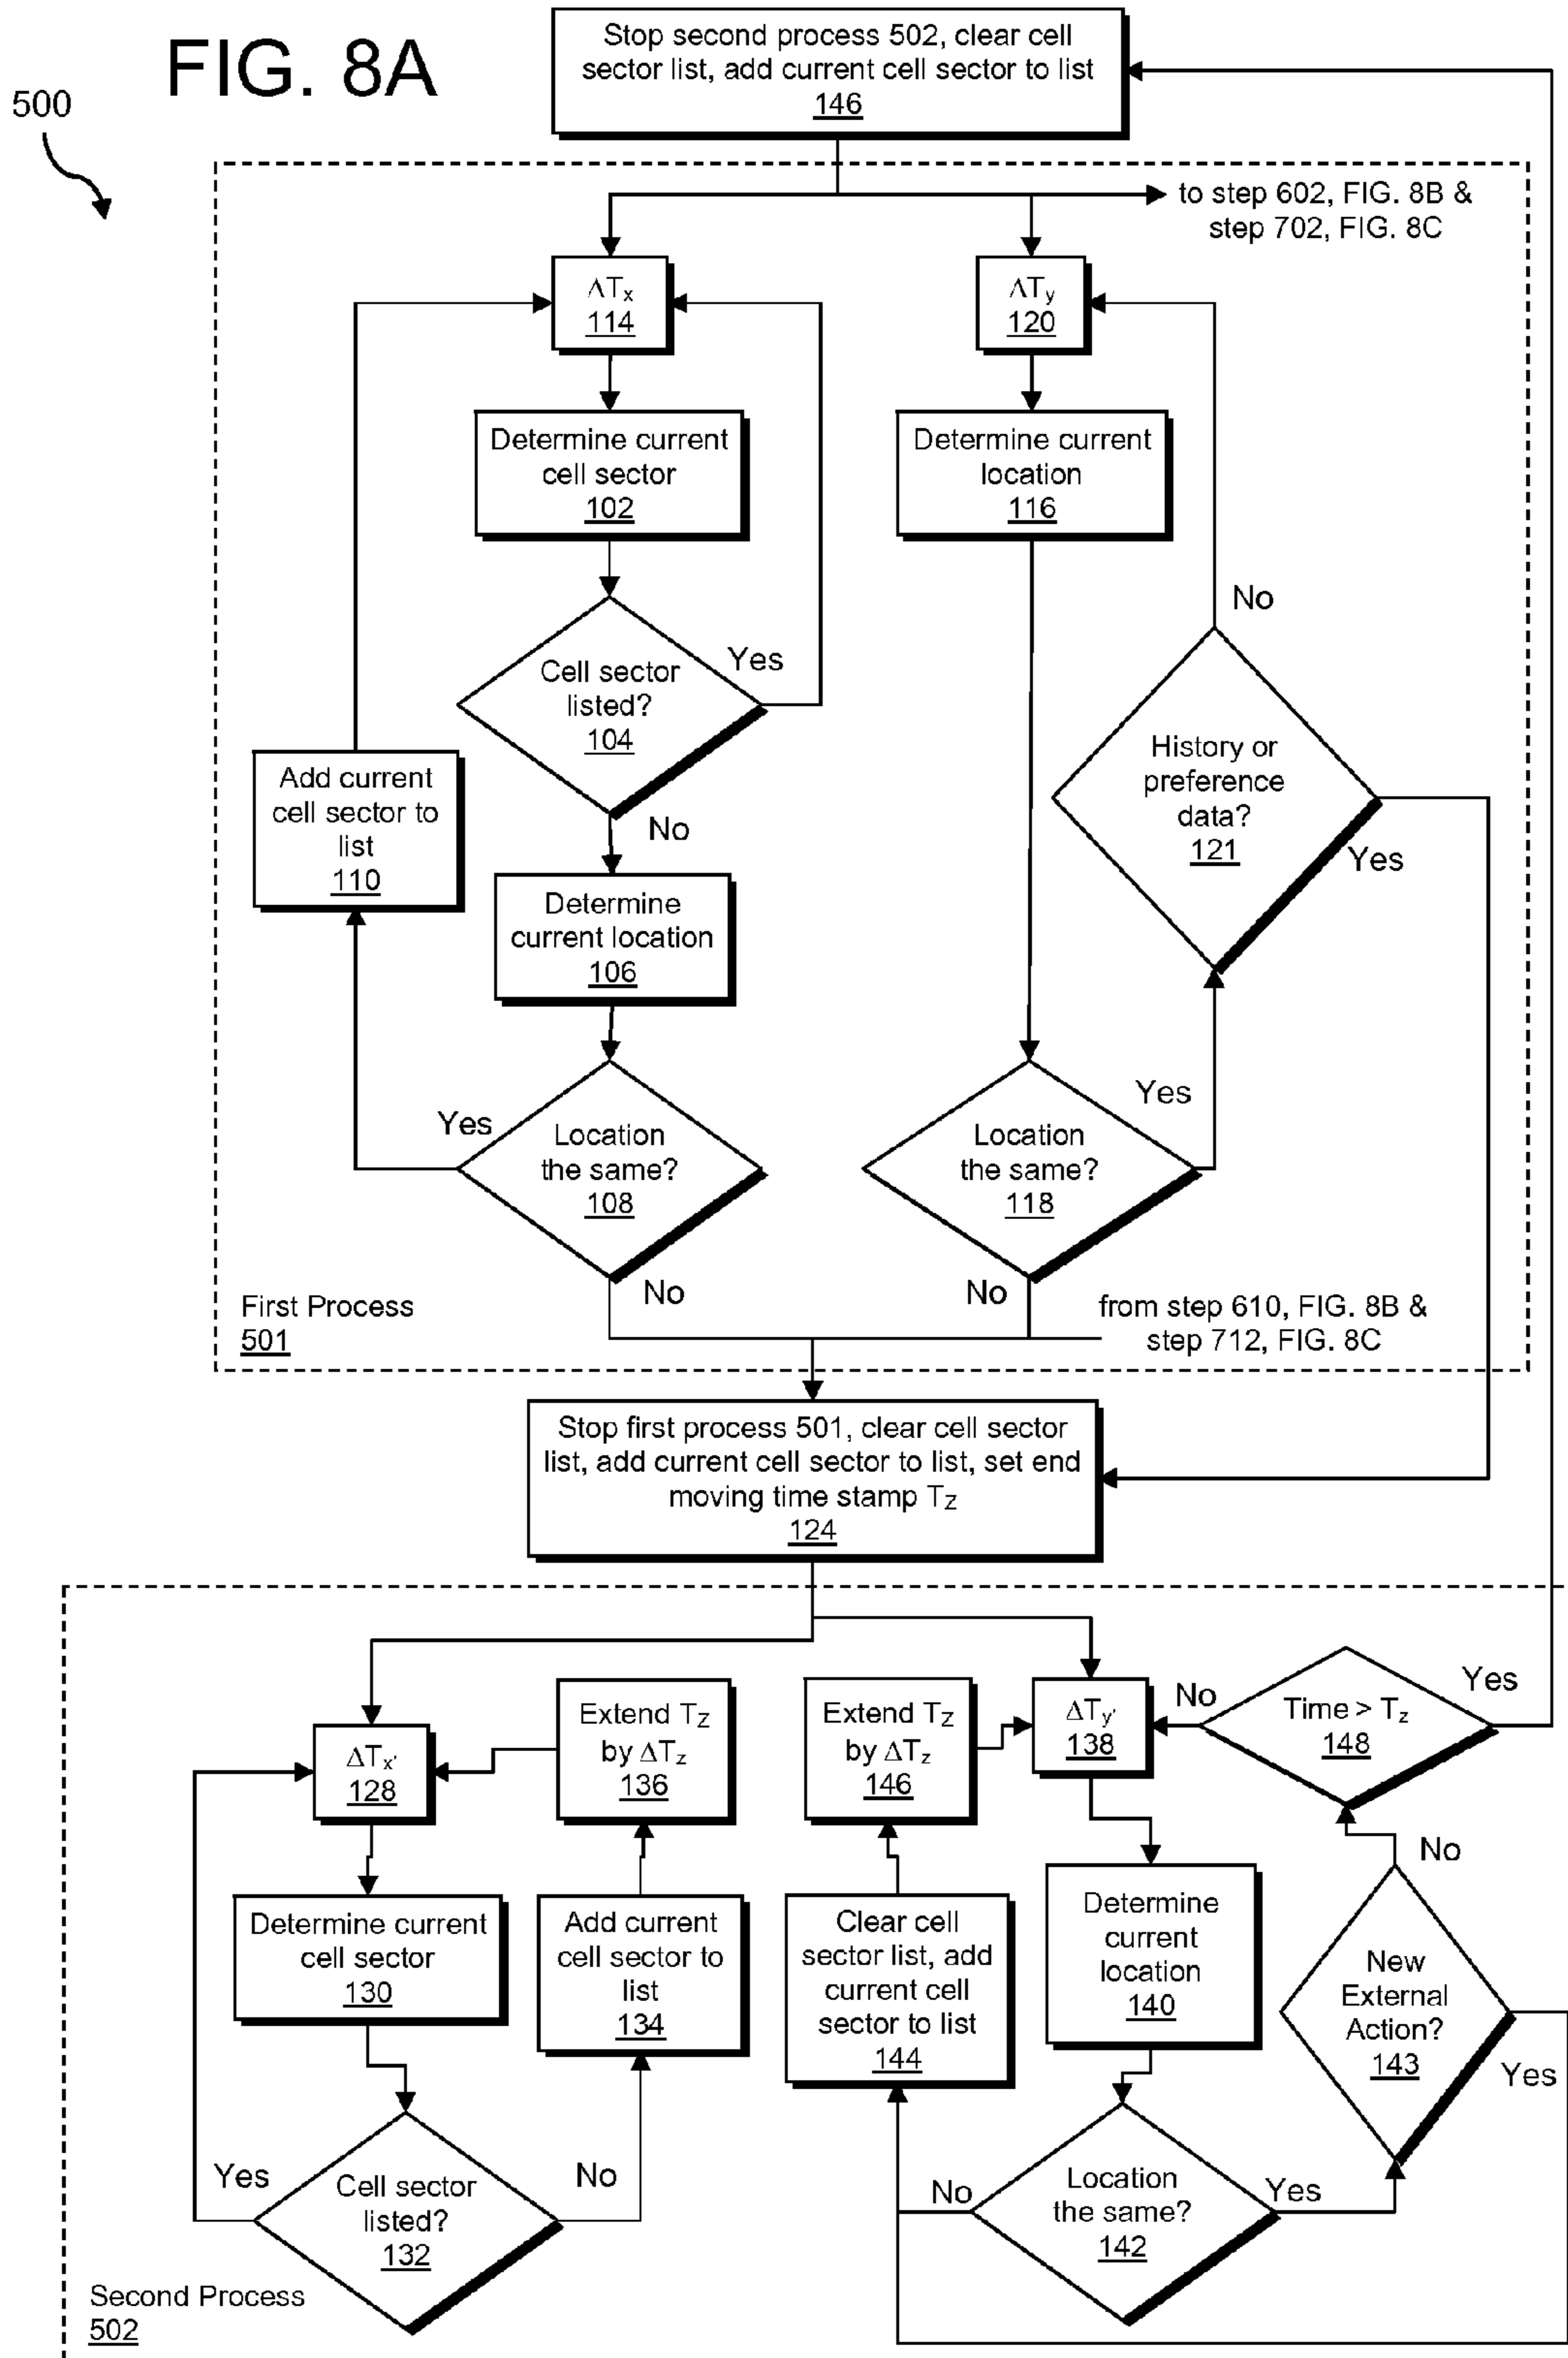 FIG. 8A
500
Stop second process 502, clear cell
sector list, add current cell sector to list
146
to step 602, FIG. 8B &
step 702, FIG. 8C
ΔTx
114
ΔTy
120
Determine current
cell sector
102
Determine current
location
116
No
Cell sector
listed?
104
Yes
History or
preference
data?
121
Yes
Add current
cell sector to
list
110
No
Determine
current location
106
Yes
Location
the same?
108
No
Location
the same?
118
Yes
No
First Process
501
from step 610, FIG. 8B &
step 712, FIG. 8C
Stop first process 501, clear cell sector
list, add current cell sector to list, set end
moving time stamp TZ
124
ΔTx'
128
Extend TZ
by ΔTz
136
Extend TZ
by ΔTz
146
ΔTy'
138
No
Time > Tz
148
Yes
No
Determine current
cell sector
130
Add current
cell sector to
list
134
Clear cell
sector list, add
current cell
sector to list
144
Determine
current
location
140
New
External
Action?
143
Yes
Yes
Cell sector
listed?
132
No
No
Location
the same?
142
Yes
Second Process
502